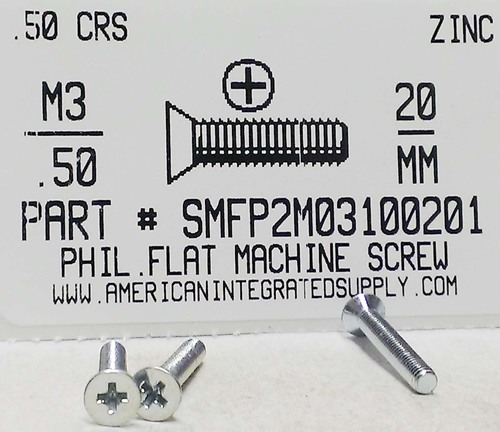 .50 CRS ZINC
M3 20
.50 MM
PART # SMFP2M03100201
PHIL.FLAT MACHINE SCREW
WWW.AMERICANINTEGRATEDSUPPLY.COM